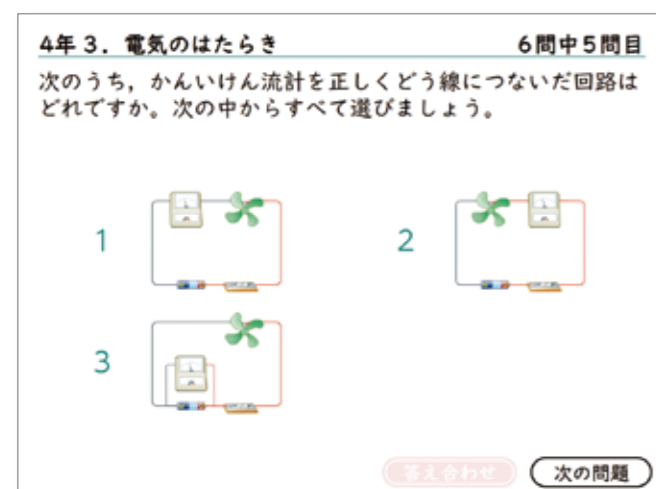 4年 3．電気のはたらき 6問中5問目
次のうち，かんいけん流計を正しくどう線につないだ回路は
どれですか。次の中からすべて選びましょう。
1
2
3
答え合わせ 次の問題